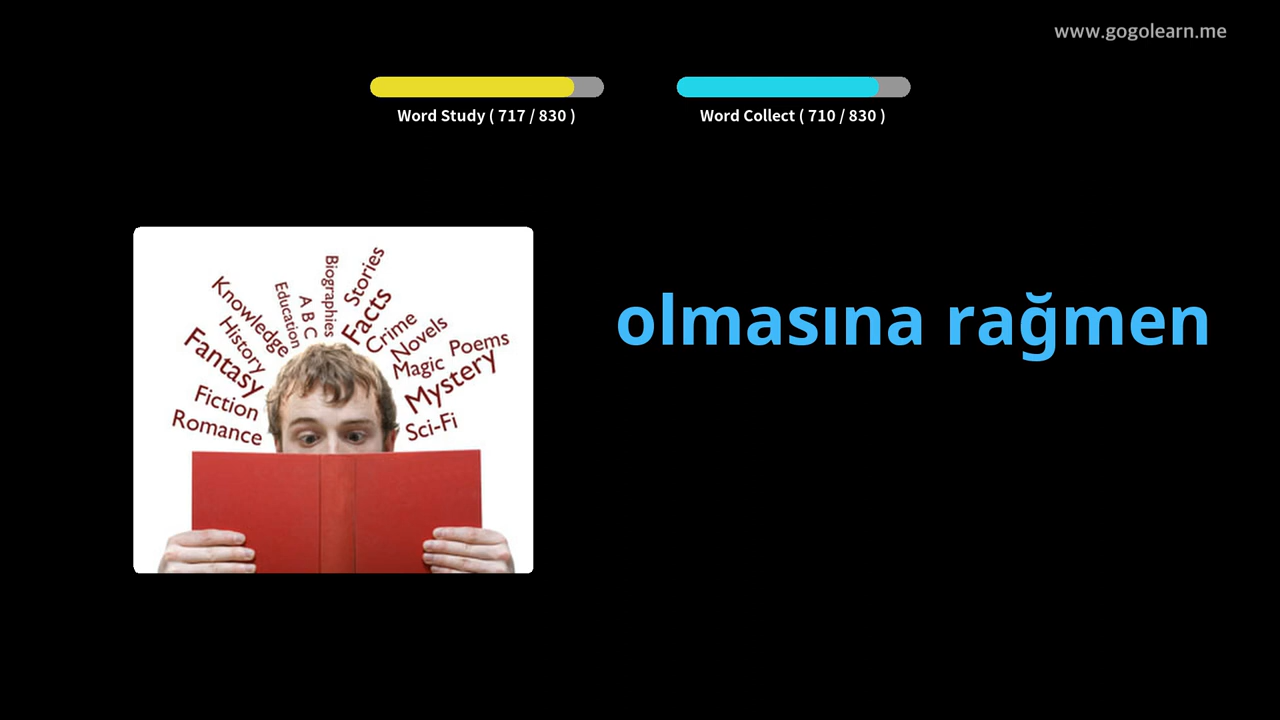 www.gogolearn.me
Word Study ( 717 / 830 )
Word Collect ( 710 / 830 )
Knowledge
Education
A B C
Biographies
Stories
Facts
Crime
Novels
Poems
Magic
Mystery
Sci-Fi
History
Fantasy
Fiction
Romance
olmasına rağmen